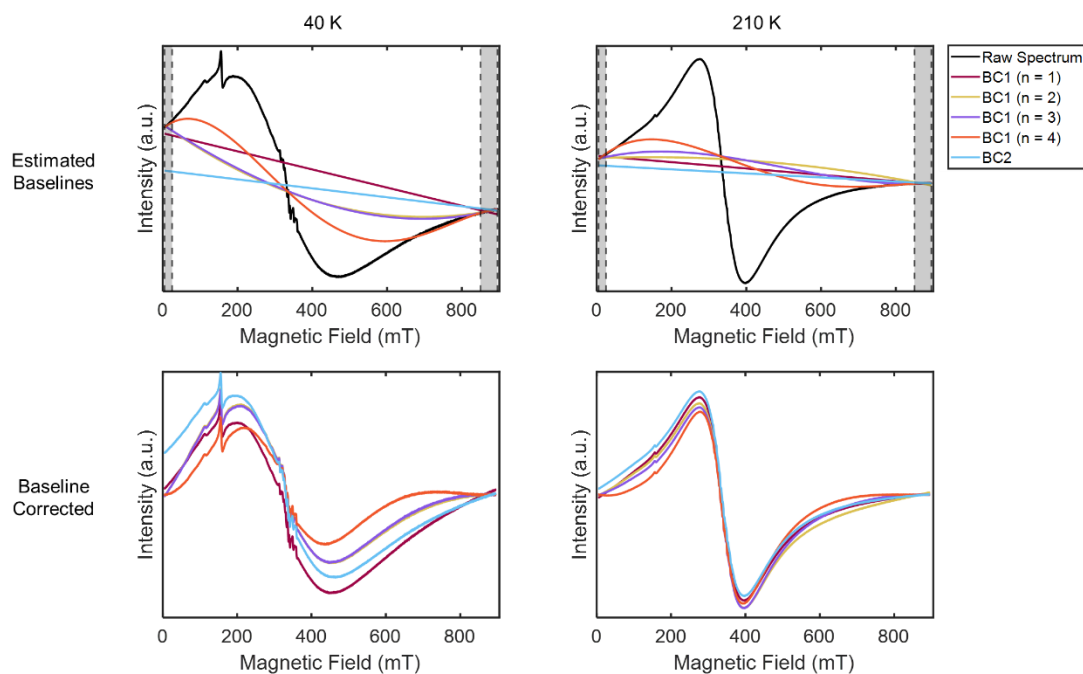 40 K
210 K
Estimated
Baselines
Intensity (a.u.)
0 200 400 600 800
Magnetic Field (mT)
Intensity (a.u.)
0 200 400 600 800
Magnetic Field (mT)
Raw Spectrum
BC1 (n = 1)
BC1 (n = 2)
BC1 (n = 3)
BC1 (n = 4)
BC2
Baseline
Corrected
Intensity (a.u.)
0 200 400 600 800
Magnetic Field (mT)
Intensity (a.u.)
0 200 400 600 800
Magnetic Field (mT)